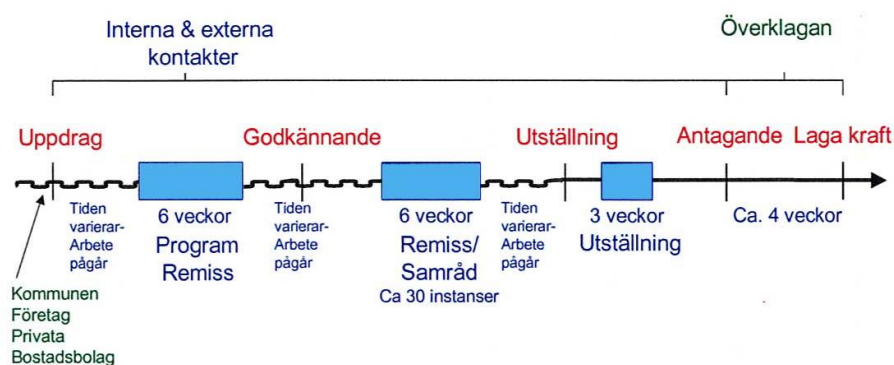 Interna & externa
kontakter
Överklagan
Uppdrag
Godkännande
Utställning
Antagande
Laga kraft
Tiden
varierar-
Arbete
pågår
6 veckor
Program
Remiss
Tiden
varierar-
Arbete
pågår
6 veckor
Remiss/
Samråd
Ca 30 instanser
Tiden
varierar-
Arbete
pågår
3 veckor
Utställning
Ca. 4 veckor
Kommunen
Företag
Privata
Bostadsbolag